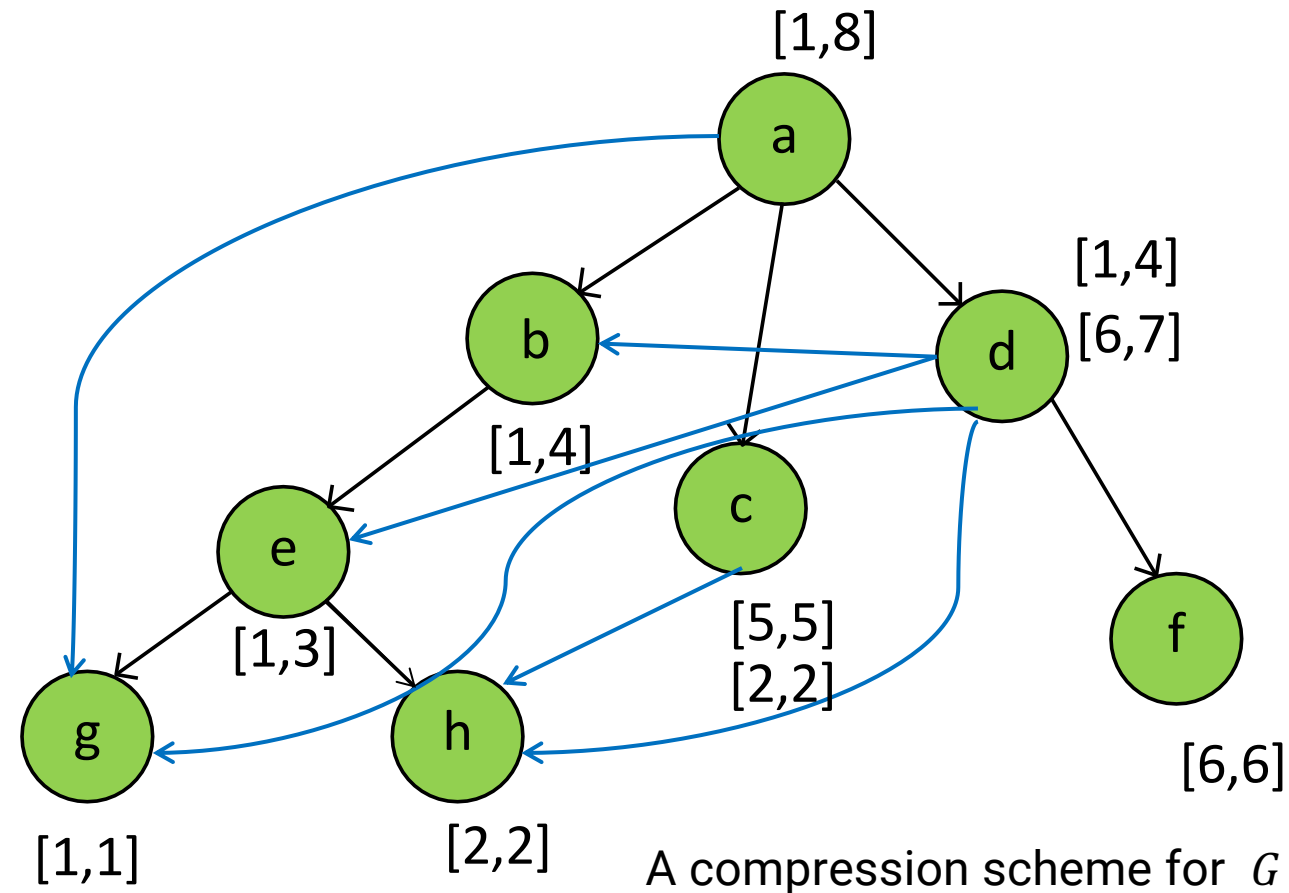 [1,8]
a
[1,4]
[6,7]
b
d
[1,4]
c
e
[5,5]
[2,2]
f
[1,3]
g
h
[6,6]
[1,1]
[2,2]
A compression scheme for G